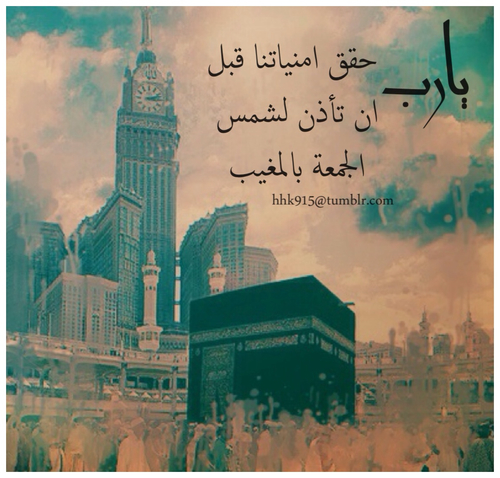 يارب
حقق امنياتنا قبل
ان تأذن لشمس
الجمعة بالمغيب
hhk915@tumblr.com